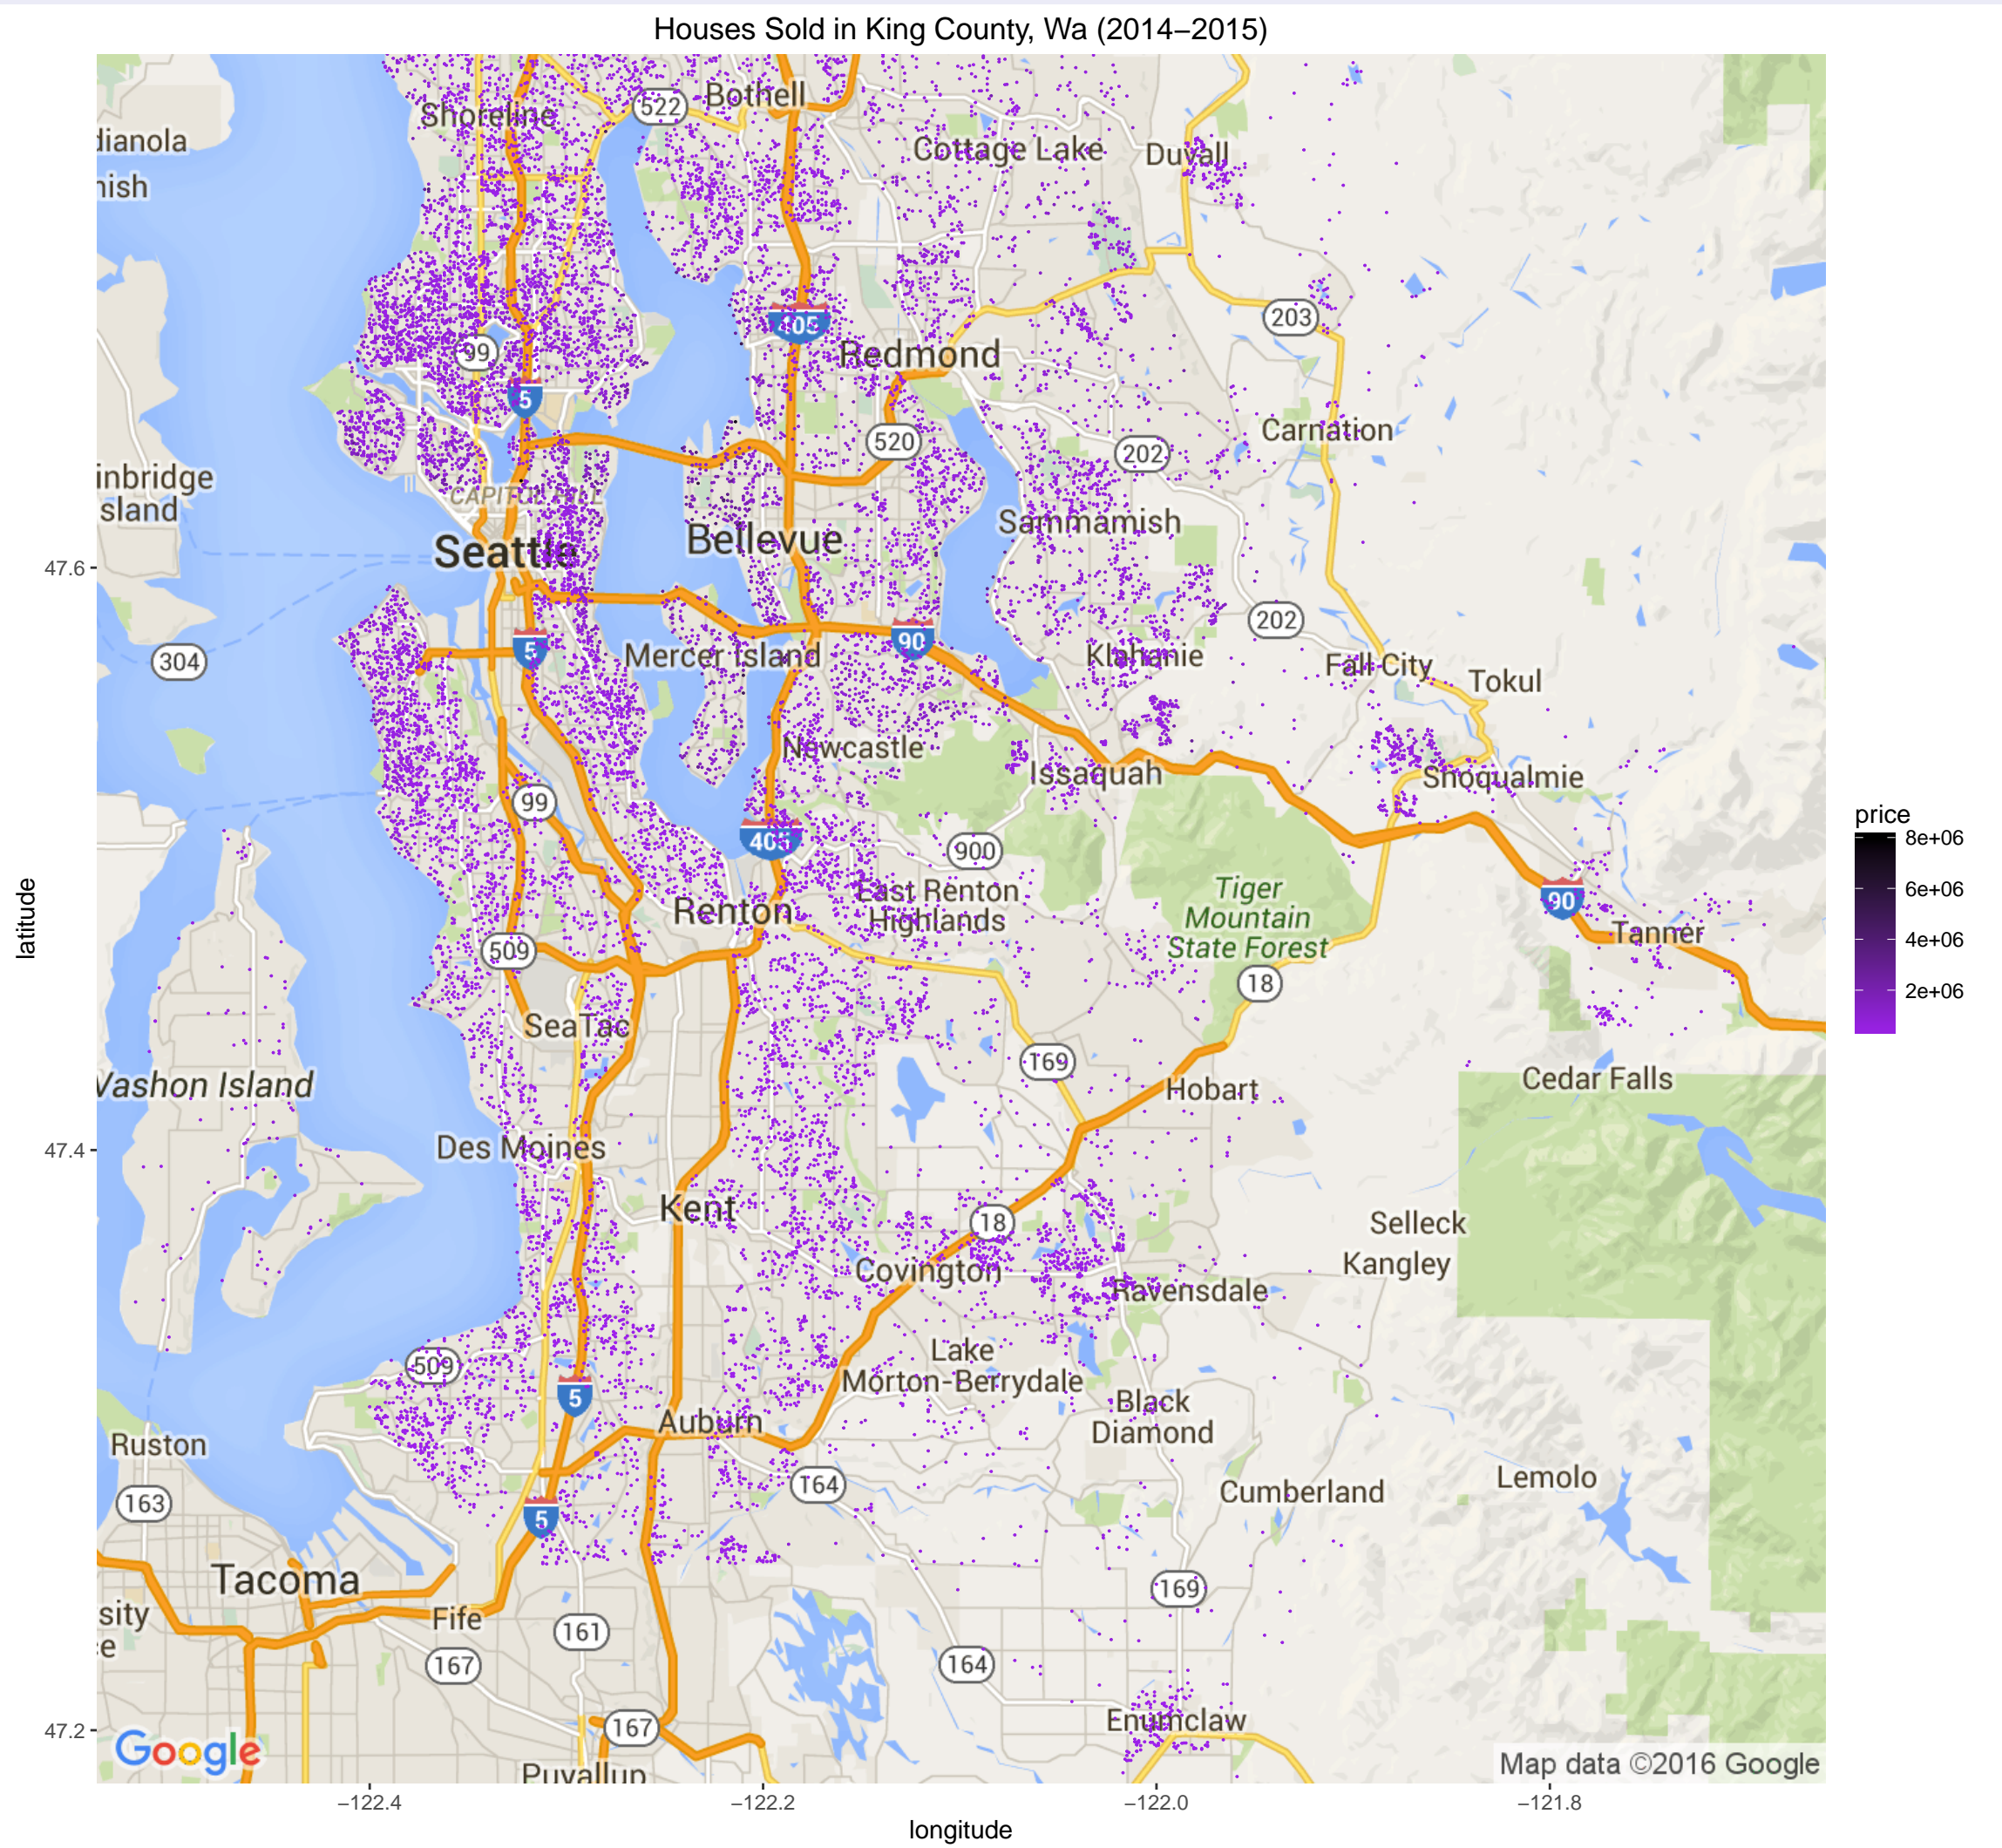 Houses Sold in King County, Wa (2014–2015)
Shoreline
522
Bothell
dianola
Cottage Lake
Duvall
nish
405
203
99
Redmond
5
Carnation
520
202
inbridge
sland
CAPITOL HILL
Sammamish
Seattle
Bellevue
47.6
202
304
5
90
Mercer Island
Klahanie
Fall City
Tokul
Newcastle
Issaquah
Snoqualmie
99
405
900
price
8e+06
6e+06
4e+06
2e+06
East Renton
Highlands
Tiger
Mountain
State Forest
90
Renton
Tanner
latitude
509
18
SeaTac
169
Vashon Island
Hobart
Cedar Falls
47.4
Des Moines
Kent
18
Selleck
Kangley
Covington
Ravensdale
509
Lake
Morton-Berrydale
5
Black
Diamond
Auburn
Ruston
164
Lemolo
163
Cumberland
5
Tacoma
169
sity
e
Fife
161
167
164
47.2
167
Enumclaw
Google
Puyallup
Map data ©2016 Google
−122.4
−122.2
−122.0
−121.8
longitude